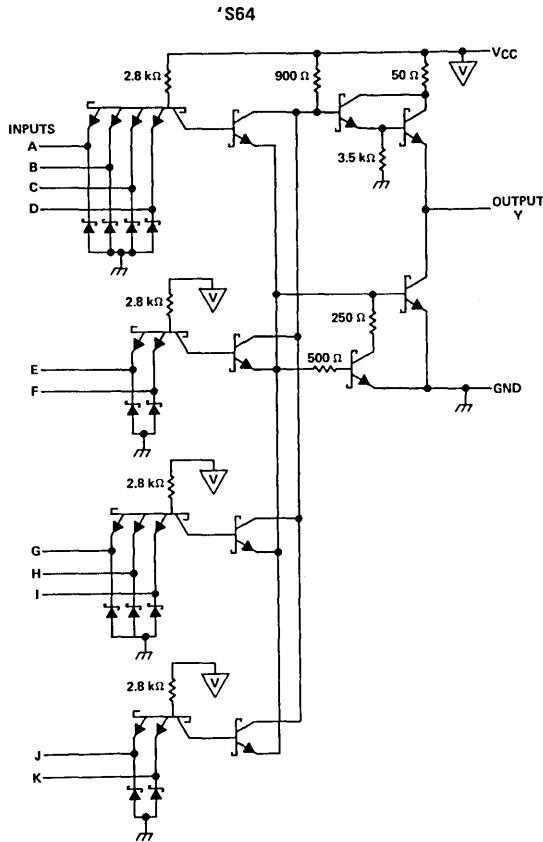 'S64
VCC
2.8 kΩ
900 Ω
50 Ω
INPUTS
A
B
C
D
3.5 kΩ
OUTPUT
Y
V
2.8 kΩ
V
250 Ω
500 Ω
E
F
GND
2.8 kΩ
V
G
H
I
2.8 kΩ
V
J
K